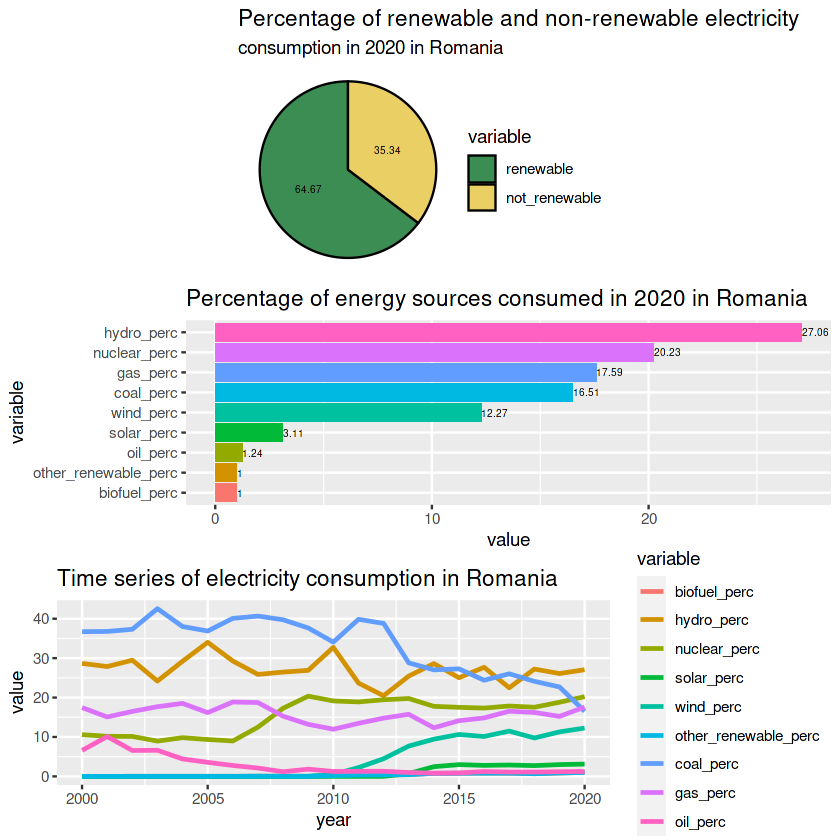 Percentage of renewable and non-renewable electricity
consumption in 2020 in Romania
variable
renewable
not_renewable
35.34
64.67
Percentage of energy sources consumed in 2020 in Romania
variable
hydro_perc 27.06
nuclear_perc 20.23
gas_perc 17.59
coal_perc 16.51
wind_perc 12.27
solar_perc 3.11
oil_perc 1.24
other_renewable_perc 1
biofuel_perc 1
0 10 20
value
Time series of electricity consumption in Romania
value
40
30
20
10
0
2000 2005 2010 2015 2020
year
variable
biofuel_perc
hydro_perc
nuclear_perc
solar_perc
wind_perc
other_renewable_perc
coal_perc
gas_perc
oil_perc